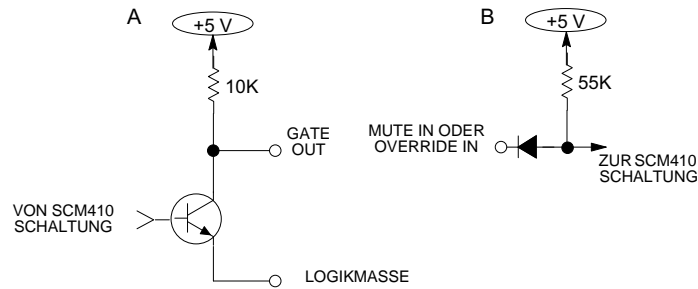 A
+5 V
10K
GATE
OUT
VON SCM410
SCHALTUNG
LOGIKMASSE
B
+5 V
55K
MUTE IN ODER
OVERRIDE IN
ZUR SCM410
SCHALTUNG